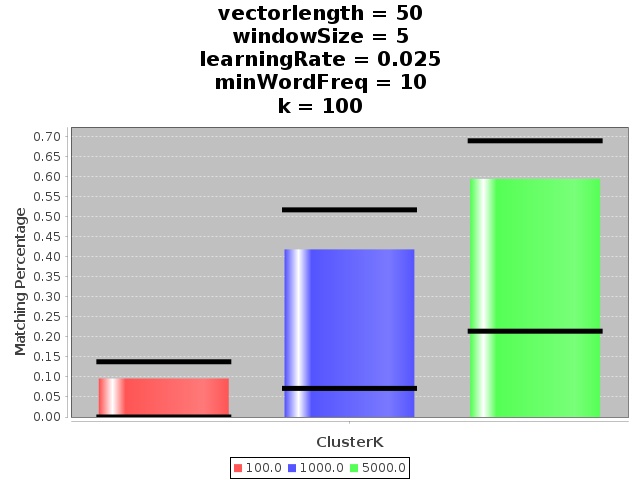 vectorlength = 50
windowSize = 5
learningRate = 0.025
minWordFreq = 10
k = 100
0.70
0.65
0.60
0.55
0.50
0.45
0.40
0.35
0.30
0.25
0.20
0.15
0.10
0.05
0.00
Matching Percentage
ClusterK
100.0 1000.0 5000.0